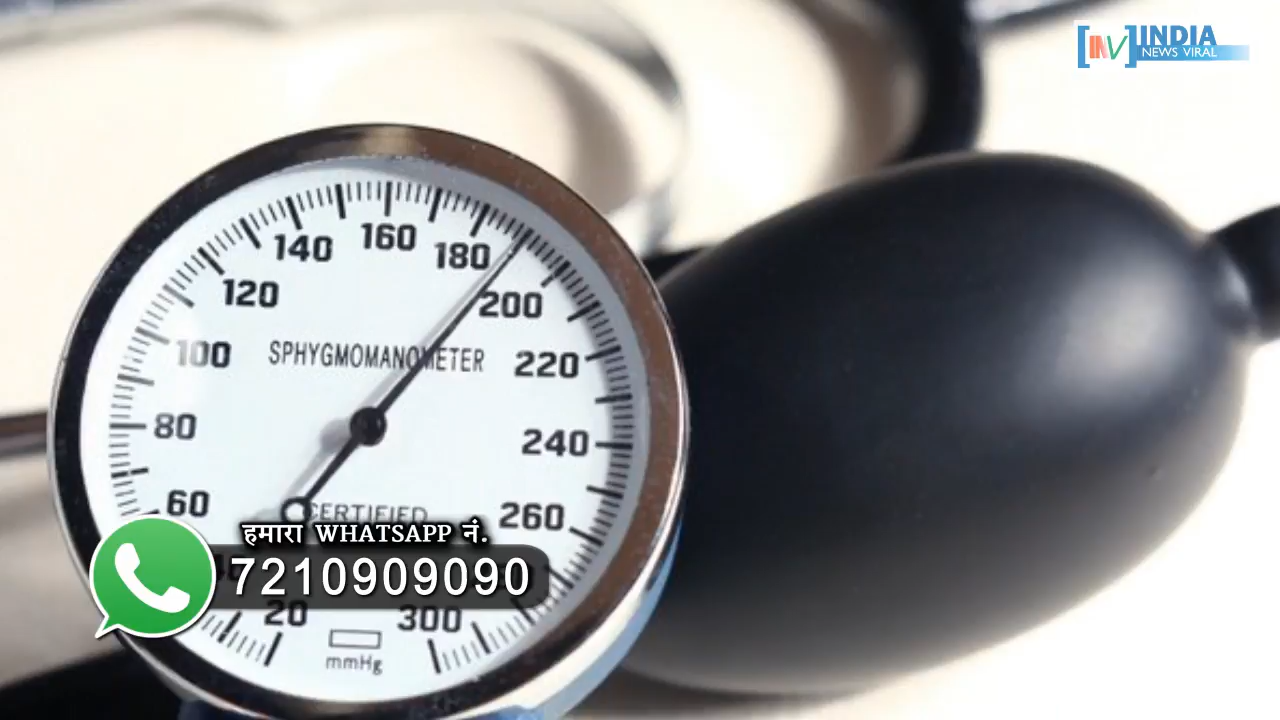 INV INDIA
NEWS VIRAL
140
160
180
120
200
SPHYGMOMANOMETER
100
220
80
240
60
CERTIFIED
260
हमारा WHATSAPP नं.
7210909090
20
300
mmHg